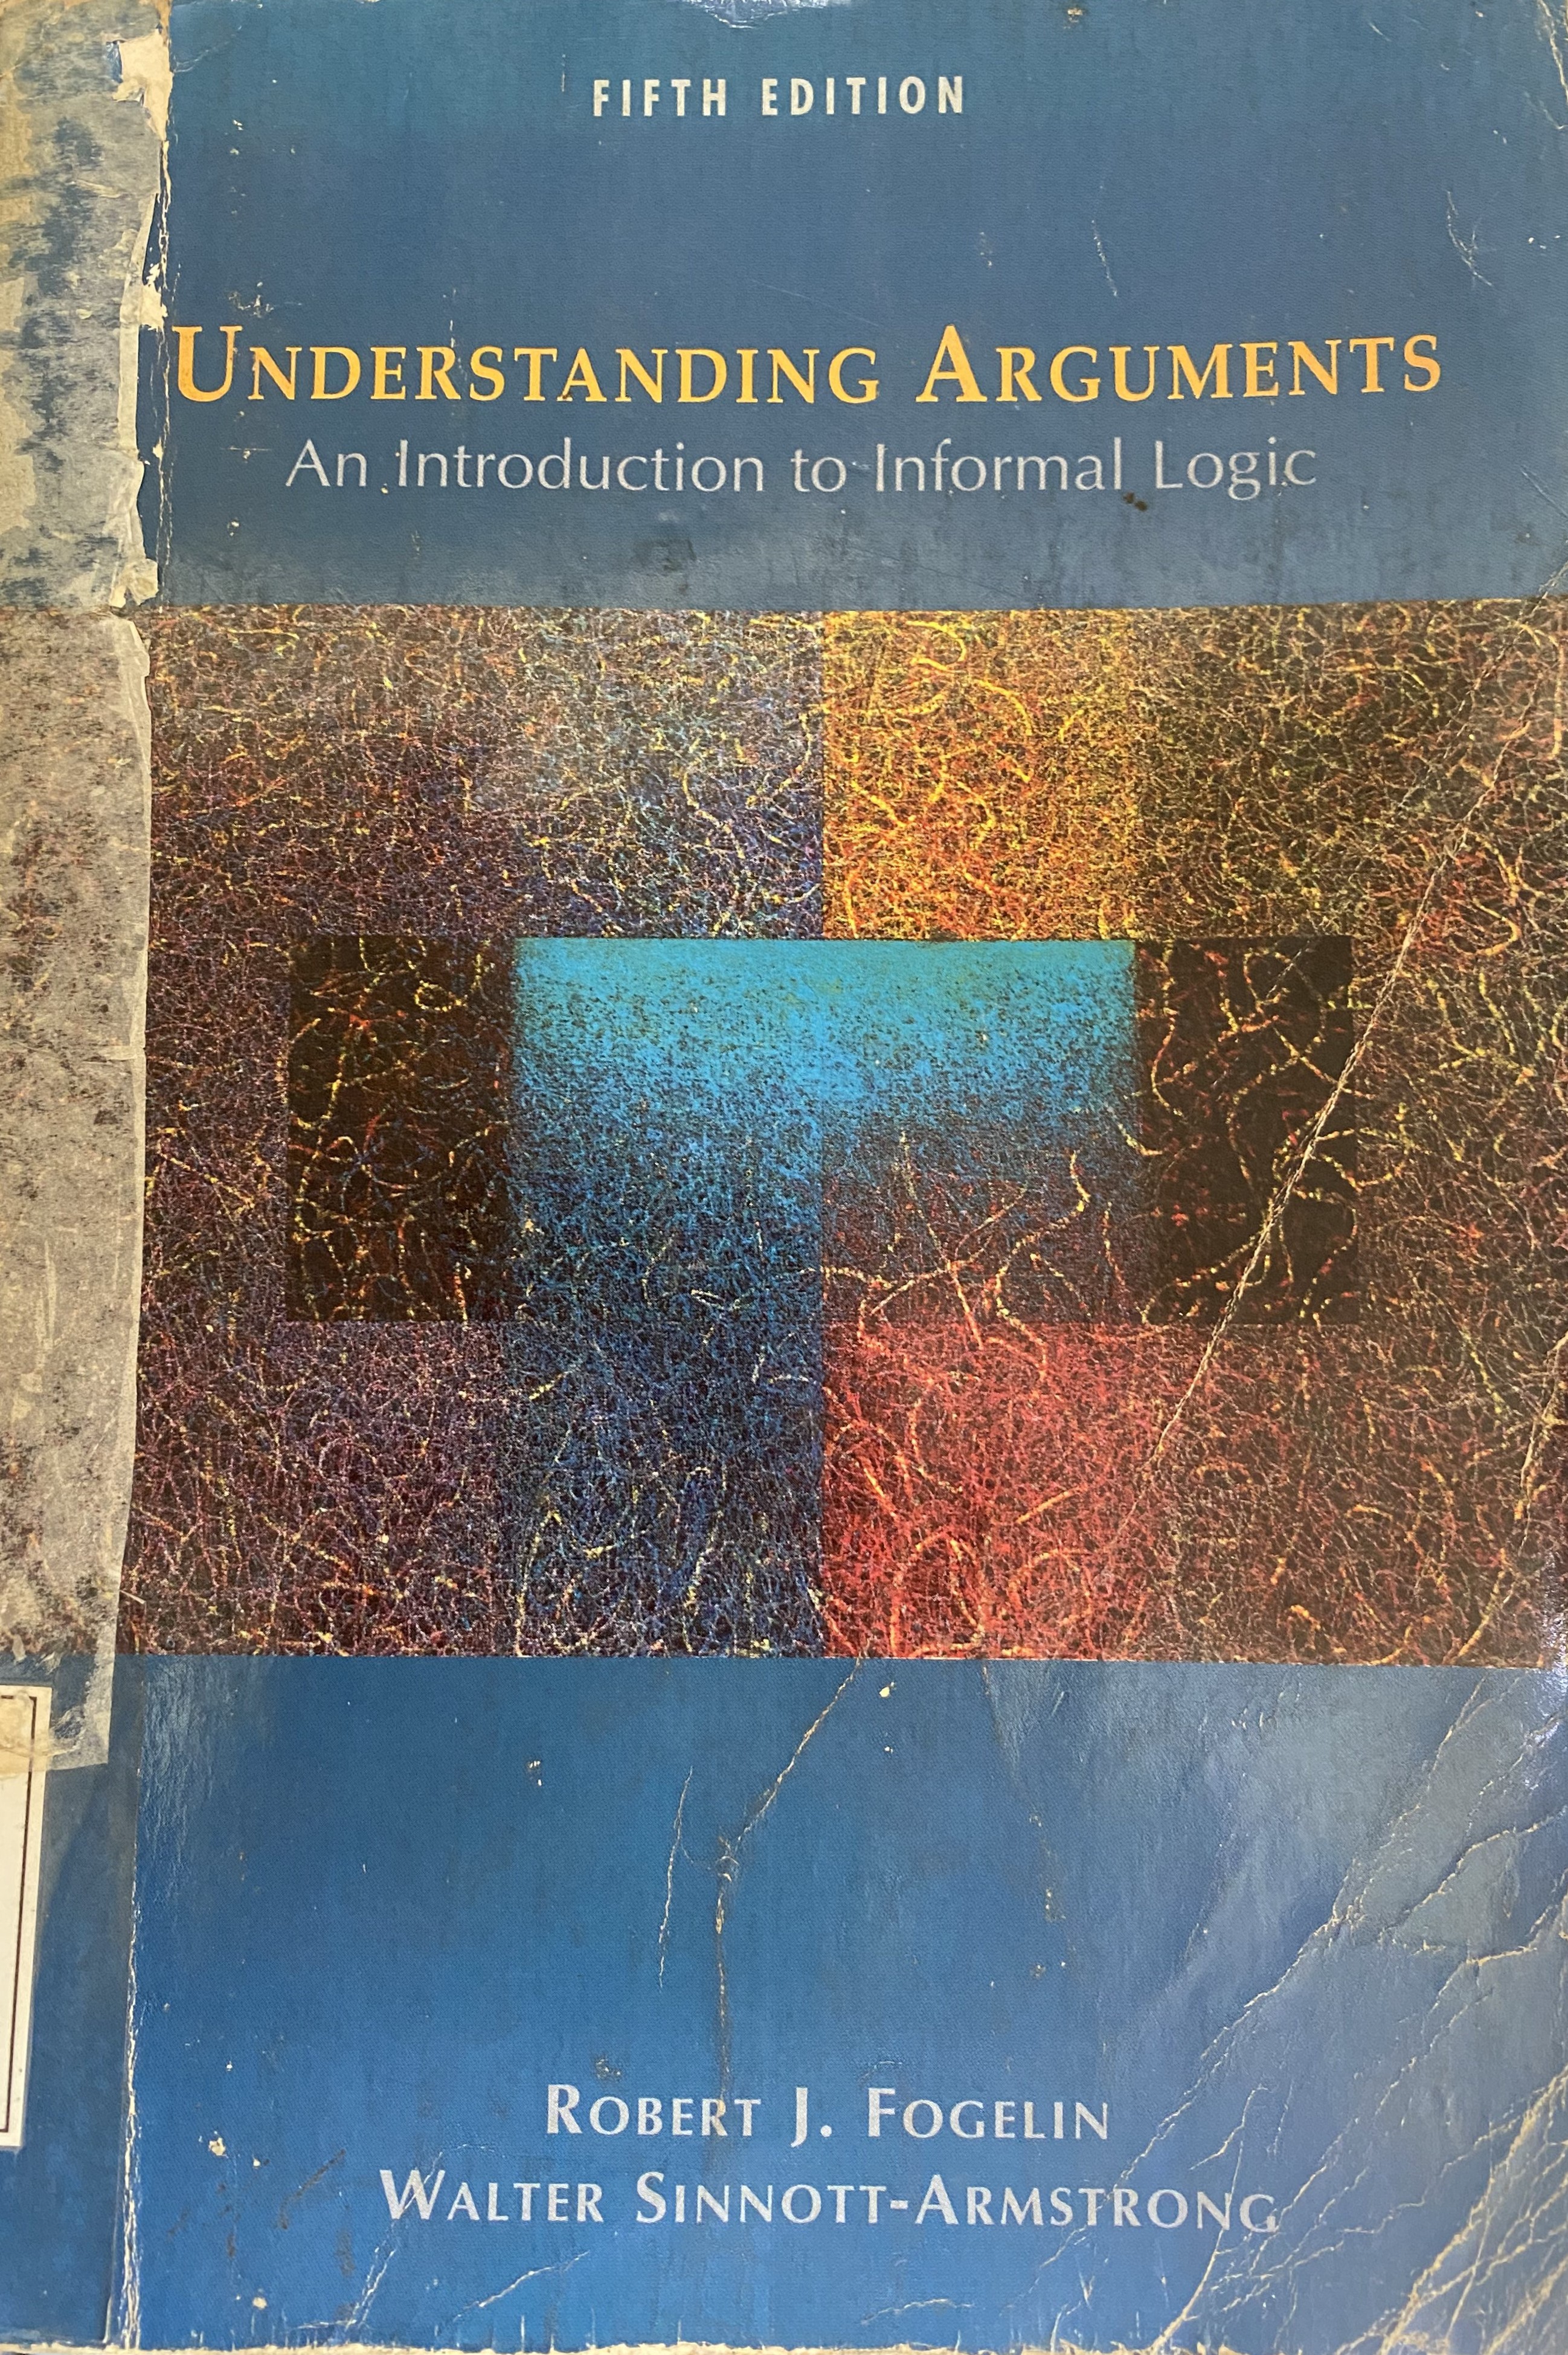 FIFTH EDITION
UNDERSTANDING ARGUMENTS
An Introduction to Informal Logic
ROBERT J. FOGELIN
WALTER SINNOTT-ARMSTRONG